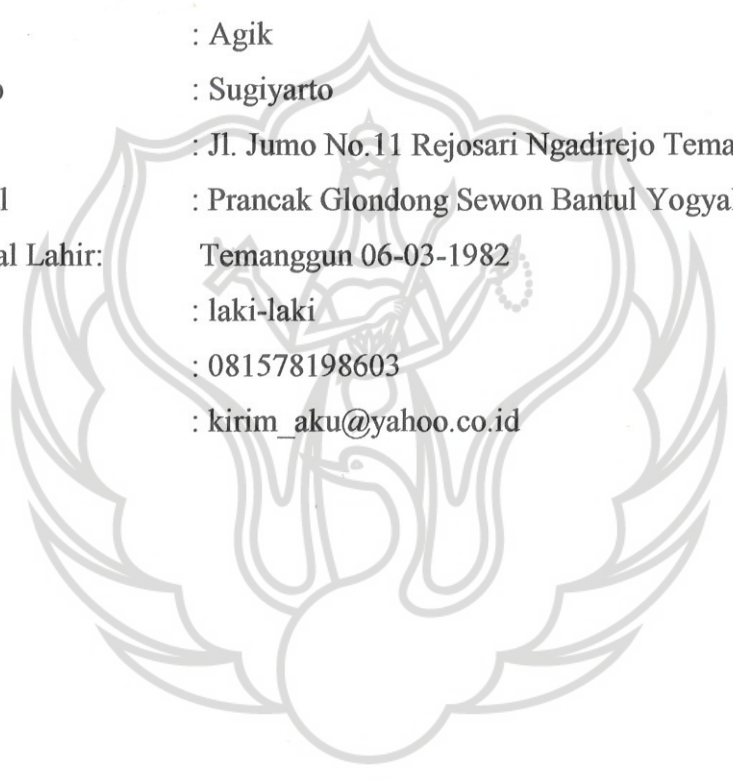 : Agik
o : Sugiyarto
: Jl. Jumo No.11 Rejosari Ngadirejo Tema
l : Prancak Glondong Sewon Bantul Yogya
al Lahir: Temanggun 06-03-1982
: laki-laki
: 081578198603
: kirim_aku@yahoo.co.id